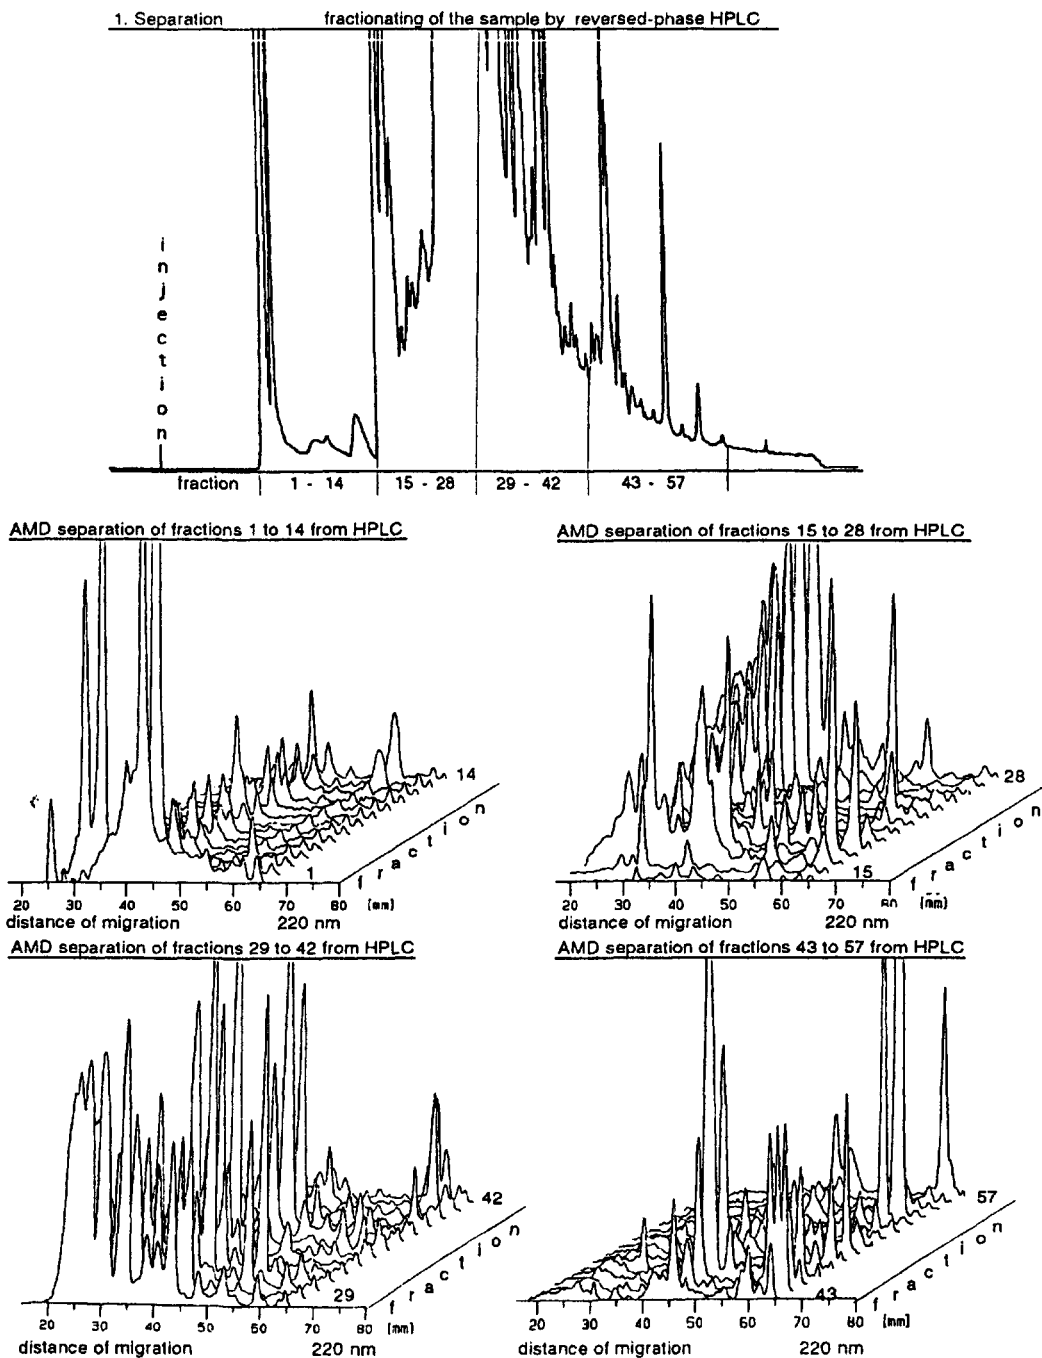 1. Separation fractionating of the sample by reversed-phase HPLC
injection
fraction 1 - 14 15 - 28 29 - 42 43 - 57
AMD separation of fractions 1 to 14 from HPLC
14
1
fraction
20 30 40 50 60 70 80 [mm]
distance of migration 220 nm
AMD separation of fractions 15 to 28 from HPLC
28
15
fraction
20 30 40 50 60 70 80 [mm]
distance of migration 220 nm
AMD separation of fractions 29 to 42 from HPLC
42
29
fraction
20 30 40 50 60 70 80 [mm]
distance of migration 220 nm
AMD separation of fractions 43 to 57 from HPLC
57
43
fraction
20 30 40 50 60 70 80 [mm]
distance of migration 220 nm